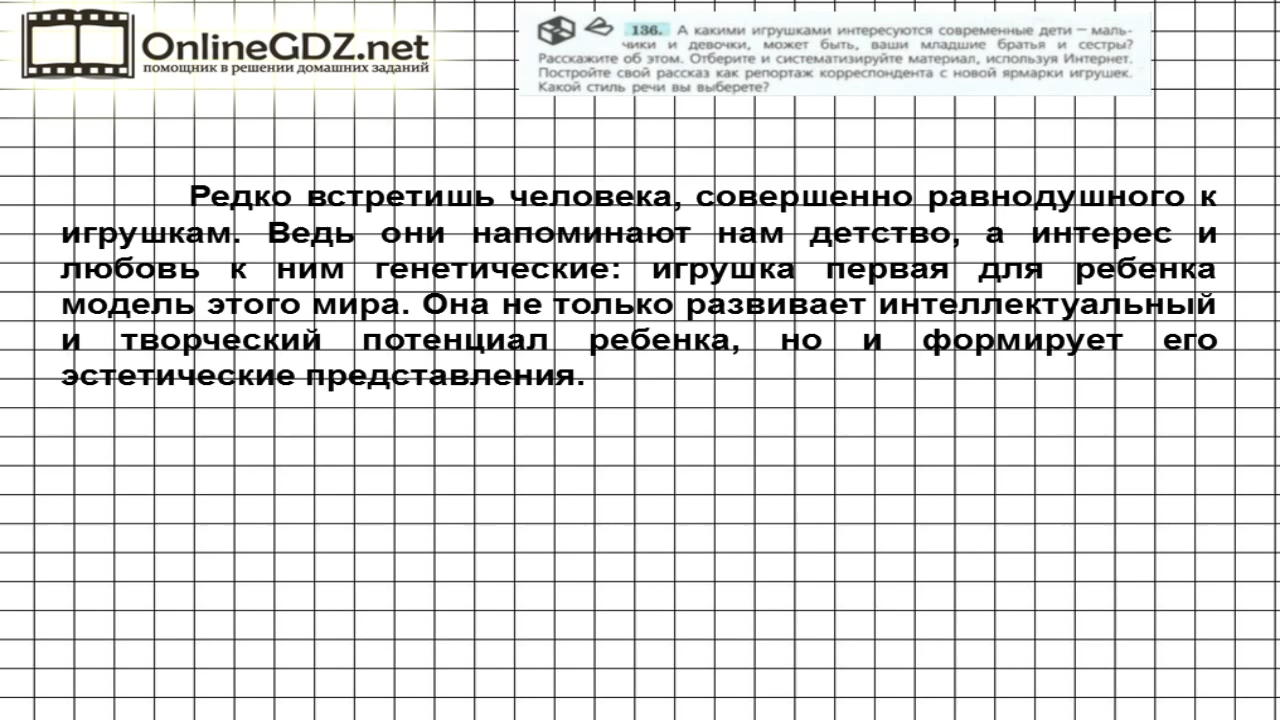 OnlineGDZ.net
помощник в решении домашних заданий
136. А какими игрушками интересуются современные дети – маль-
чики и девочки, может быть, ваши младшие братья и сестры?
Расскажите об этом. Отберите и систематизируйте материал, используя Интернет.
Постройте свой рассказ как репортаж корреспондента с новой ярмарки игрушек.
Какой стиль речи вы выберете?
Редко встретишь человека, совершенно равнодушного к
игрушкам. Ведь они напоминают нам детство, а интерес и
любовь к ним генетические: игрушка первая для ребенка
модель этого мира. Она не только развивает интеллектуальный
и творческий потенциал ребенка, но и формирует его
эстетические представления.